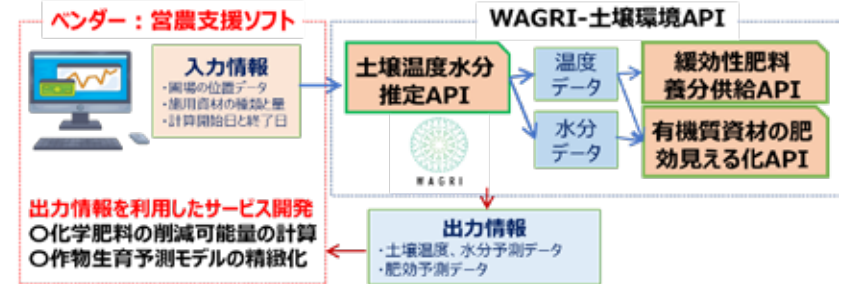 ベンダー：営農支援ソフト
入力情報
・圃場の位置データ
・施用資材の種類と量
・計算開始日と終了日
出力情報を利用したサービス開発
〇化学肥料の削減可能量の計算
〇作物生育予測モデルの精緻化
WAGRI-土壌環境API
土壌温度水分
推定API
WAGRI
温度
データ
水分
データ
緩効性肥料
養分供給API
有機質資材の肥
効見える化API
出力情報
・土壌温度、水分予測データ
・肥効予測データ